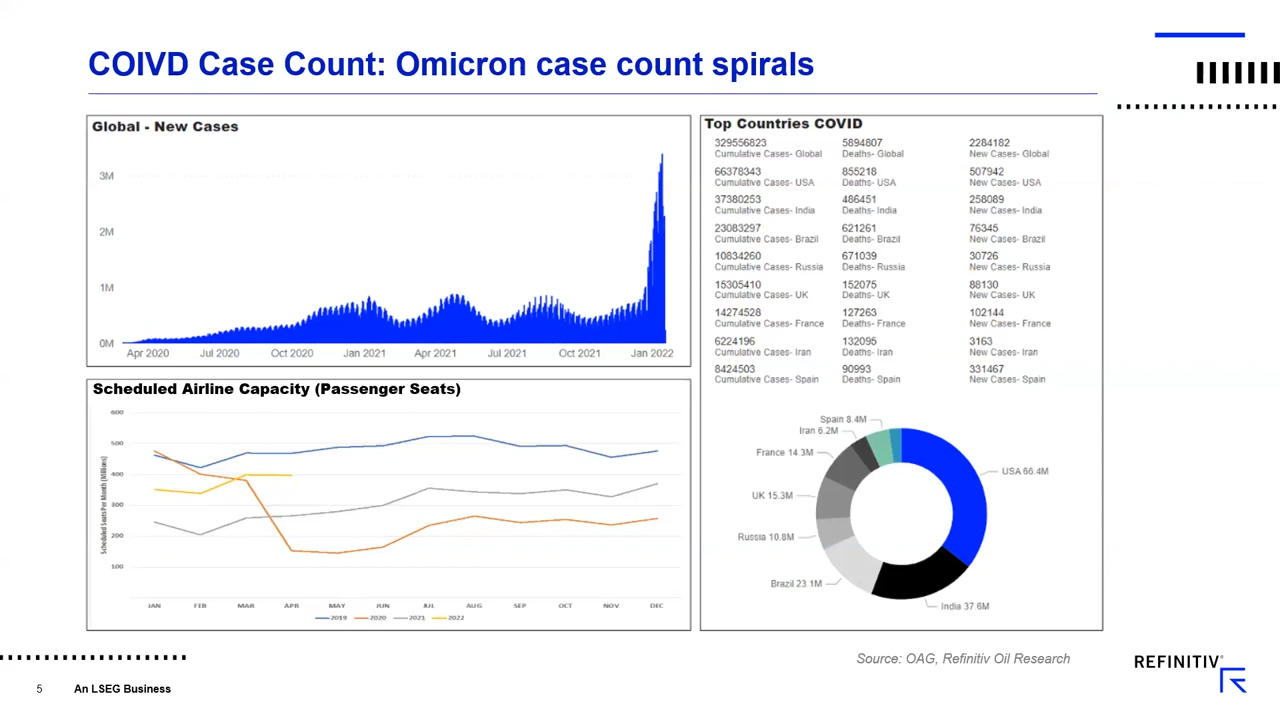 COIVD Case Count: Omicron case count spirals
Global - New Cases
3M
2M
1M
0M
Apr 2020 Jul 2020 Oct 2020 Jan 2021 Apr 2021 Jul 2021 Oct 2021 Jan 2022
Scheduled Airline Capacity (Passenger Seats)
Scheduled Seats Per Month (Millions)
600
500
400
300
200
100
JAN FEB MAR APR MAY JUN JUL AUG SEP OCT NOV DEC
2019 2020 2021 2022
Top Countries COVID
329556823 5894807 2284182
Cumulative Cases- Global Deaths- Global New Cases- Global
66378343 855218 507942
Cumulative Cases- USA Deaths- USA New Cases- USA
37380253 486451 258089
Cumulative Cases- India Deaths- India New Cases- India
23083297 621261 76345
Cumulative Cases- Brazil Deaths- Brazil New Cases- Brazil
10834260 671039 30726
Cumulative Cases- Russia Deaths- Russia New Cases- Russia
15305410 152075 88130
Cumulative Cases- UK Deaths- UK New Cases- UK
14274528 127263 102144
Cumulative Cases- France Deaths- France New Cases- France
6224196 132095 3163
Cumulative Cases- Iran Deaths- Iran New Cases- Iran
8424503 90993 331467
Cumulative Cases- Spain Deaths- Spain New Cases- Spain
Spain 8.4M
Iran 6.2M
France 14.3M
USA 66.4M
UK 15.3M
Russia 10.8M
Brazil 23.1M
India 37.6M
Source: OAG, Refinitiv Oil Research
REFINITIV
5 An LSEG Business